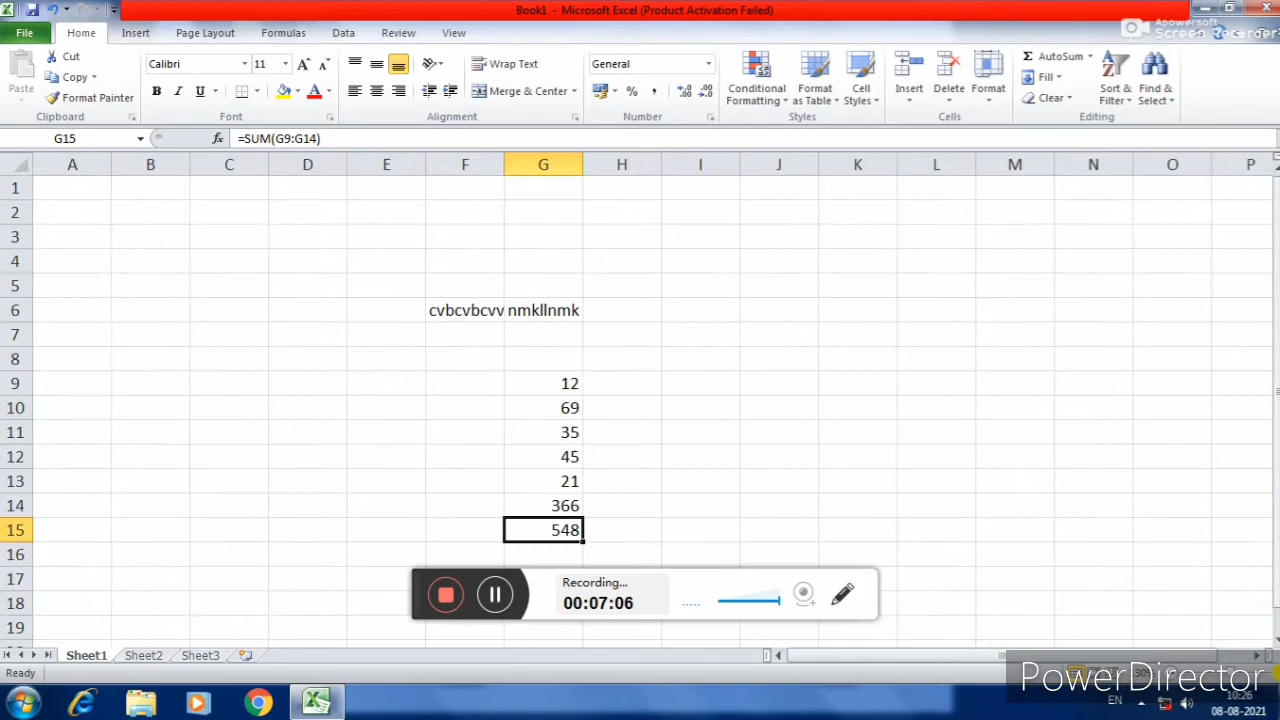 Book1 - Microsoft Excel (Product Activation Failed)
Apowersoft
Screen Recorder
File Home Insert Page Layout Formulas Data Review View
Cut
Copy
Format Painter
Paste
Clipboard
Calibri 11
B I U
Font
Wrap Text
Merge & Center
Alignment
General
Number
Conditional Formatting
Format as Table
Cell Styles
Styles
Insert Delete Format
Cells
Σ AutoSum
Fill
Clear
Sort & Filter
Find & Select
Editing
G15 fx =SUM(G9:G14)
A B C D E F G H I J K L M N O P
1
2
3
4
5
6 cvbcvbcvv nmkllnmk
7
8
9 12
10 69
11 35
12 45
13 21
14 366
15 548
16
17
18
19
Recording...
00:07:06
Sheet1 Sheet2 Sheet3
Ready
PowerDirector
EN
10:26
08-08-2021